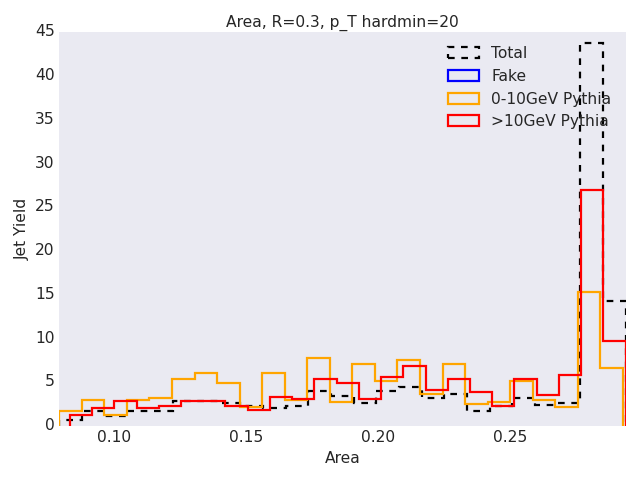 Area, R=0.3, p_T hardmin=20
45
40
35
30
25
20
15
10
5
0
Jet Yield
Total
Fake
0-10GeV Pythia
>10GeV Pythia
0.10 0.15 0.20 0.25
Area